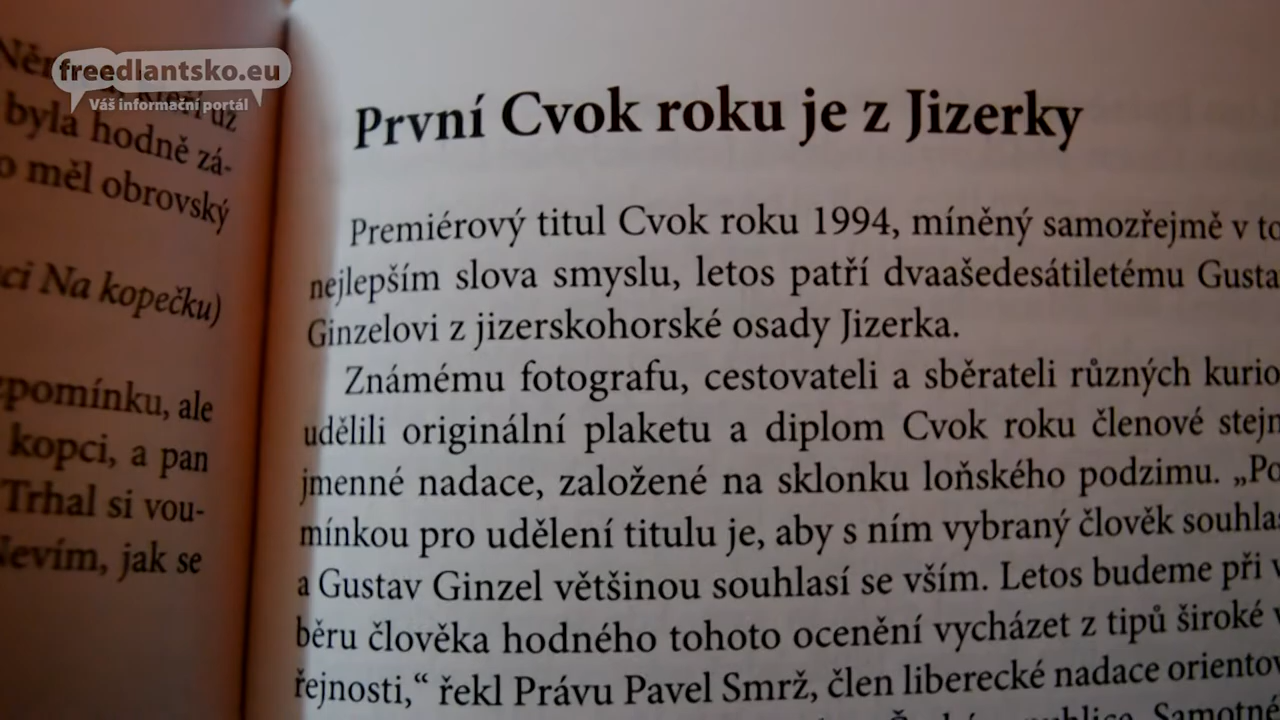 freedlantsko.eu
Váš informační portál
už
byla hodně zá-
o měl obrovský
ci Na kopečku)
pomínku, ale
kopci, a pan
Trhal si vou-
Nevím, jak se
První Cvok roku je z Jizerky
Premiérový titul Cvok roku 1994, míněný samozřejmě v to
nejlepším slova smyslu, letos patří dvaašedesátiletému Gusta
Ginzelovi z jizerskohorské osady Jizerka.
Známému fotografu, cestovateli a sběrateli různých kurio
udělili originální plaketu a diplom Cvok roku členové stejn
jmenné nadace, založené na sklonku loňského podzimu. „Po
mínkou pro udělení titulu je, aby s ním vybraný člověk souhlas
a Gustav Ginzel většinou souhlasí se vším. Letos budeme při v
běru člověka hodného tohoto ocenění vycházet z tipů široké v
řejnosti,“ řekl Právu Pavel Smrž, člen liberecké nadace oriento
Samotné